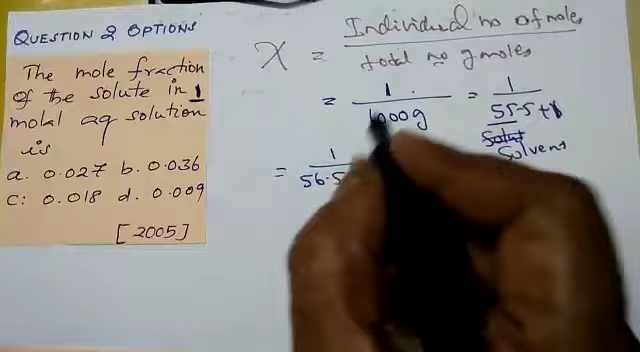 QUESTION 2 OPTIONS
The mole fraction
of the solute in 1
molal aq solution
is
a. 0.027 b. 0.036
c: 0.018 d. 0.009
[2005]
X = Individual no of moles
total no of moles
= 1 = 1
1000g 55.5+1
Solvent
= 1
56.5